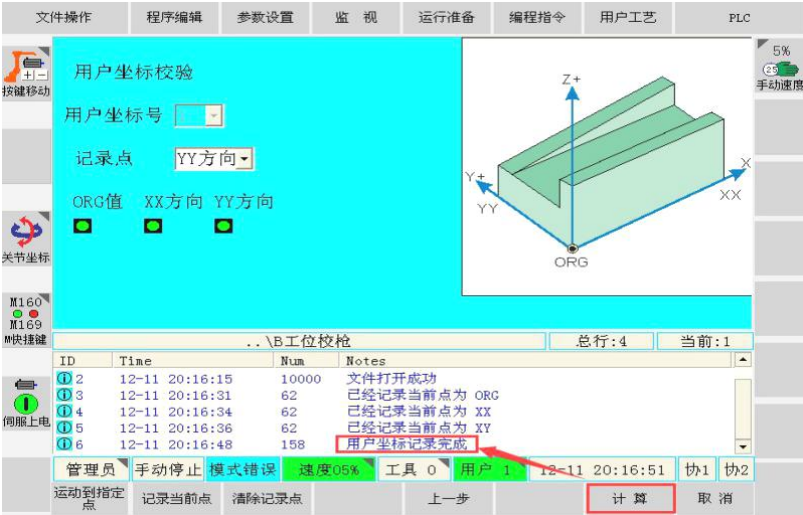 文件操作 程序编辑 参数设置 监 视 运行准备 编程指令 用户工艺 PLC
按键移动
5%
25
手动速度
用户坐标校验
用户坐标号
记录点 YY方向
ORG值 XX方向 YY方向
Z+
Y+
YY
X
XX
ORG
关节坐标
M160
M169
M快捷键
伺服上电
..\B工位校枪 总行:4 当前:1
ID Time Num Notes
2 12-11 20:16:15 10000 文件打开成功
3 12-11 20:16:31 62 已经记录当前点为 ORG
4 12-11 20:16:34 62 已经记录当前点为 XX
5 12-11 20:16:36 62 已经记录当前点为 XY
6 12-11 20:16:48 158 用户坐标记录完成
管理员 手动停止 模式错误 速度05% 工具 0 用户 1 12-11 20:16:51 协1 协2
运动到指定点 记录当前点 清除记录点 上一步 计 算 取 消